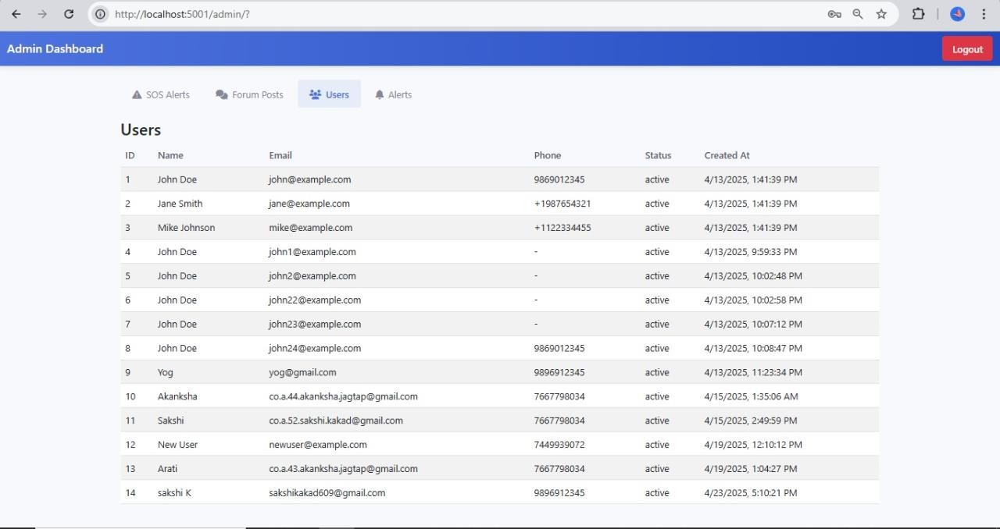 http://localhost:5001/admin/?
Admin Dashboard Logout
SOS Alerts Forum Posts Users Alerts
Users
ID Name Email Phone Status Created At
1 John Doe john@example.com 9869012345 active 4/13/2025, 1:41:39 PM
2 Jane Smith jane@example.com +1987654321 active 4/13/2025, 1:41:39 PM
3 Mike Johnson mike@example.com +1122334455 active 4/13/2025, 1:41:39 PM
4 John Doe john1@example.com - active 4/13/2025, 9:59:33 PM
5 John Doe john2@example.com - active 4/13/2025, 10:02:48 PM
6 John Doe john22@example.com - active 4/13/2025, 10:02:58 PM
7 John Doe john23@example.com - active 4/13/2025, 10:07:12 PM
8 John Doe john24@example.com 9869012345 active 4/13/2025, 10:08:47 PM
9 Yog yog@gmail.com 9896912345 active 4/13/2025, 11:23:34 PM
10 Akanksha co.a.44.akanksha.jagtap@gmail.com 7667798034 active 4/15/2025, 1:35:06 AM
11 Sakshi co.a.52.sakshi.kakad@gmail.com 7667798034 active 4/15/2025, 2:49:59 PM
12 New User newuser@example.com 7449939072 active 4/19/2025, 12:10:12 PM
13 Arati co.a.43.akanksha.jagtap@gmail.com 7667798034 active 4/19/2025, 1:04:27 PM
14 sakshi K sakshikakad609@gmail.com 9896912345 active 4/23/2025, 5:10:21 PM